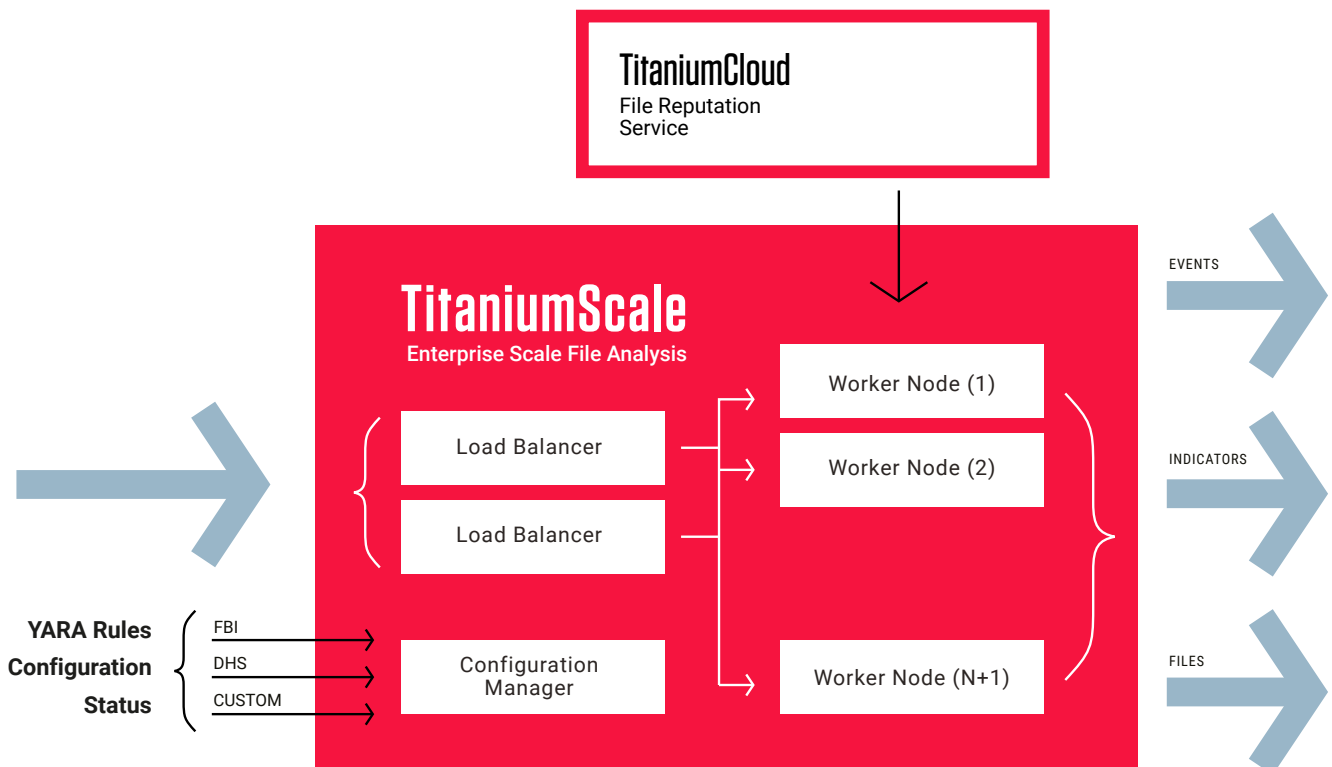 TitaniumCloud
File Reputation
Service
TitaniumScale
Enterprise Scale File Analysis
Load Balancer
Load Balancer
Configuration
Manager
Worker Node (1)
Worker Node (2)
Worker Node (N+1)
YARA Rules
Configuration
Status
FBI
DHS
CUSTOM
EVENTS
INDICATORS
FILES